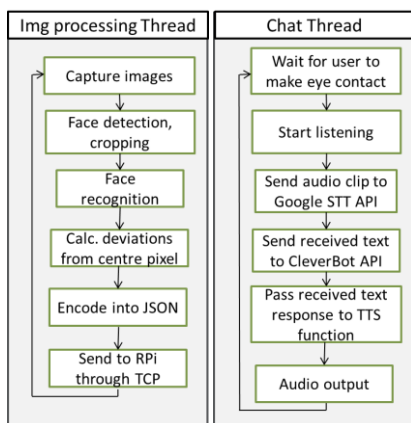 Img processing Thread
Capture images
Face detection,
cropping
Face
recognition
Calc. deviations
from centre pixel
Encode into JSON
Send to RPi
through TCP
Chat Thread
Wait for user to
make eye contact
Start listening
Send audio clip to
Google STT API
Send received text
to CleverBot API
Pass received text
response to TTS
function
Audio output